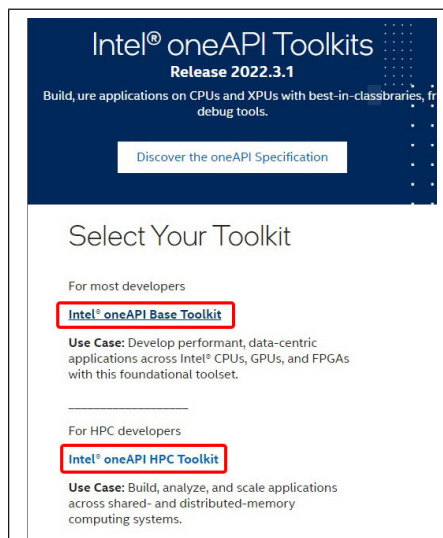 Intel® oneAPI Toolkits
Release 2022.3.1
Build, ure applications on CPUs and XPUs with best-in-classbraries, fr
debug tools.
Discover the oneAPI Specification
Select Your Toolkit
For most developers
Intel® oneAPI Base Toolkit
Use Case: Develop performant, data-centric
applications across Intel® CPUs, GPUs, and FPGAs
with this foundational toolset.
____________________
For HPC developers
Intel® oneAPI HPC Toolkit
Use Case: Build, analyze, and scale applications
across shared- and distributed-memory
computing systems.